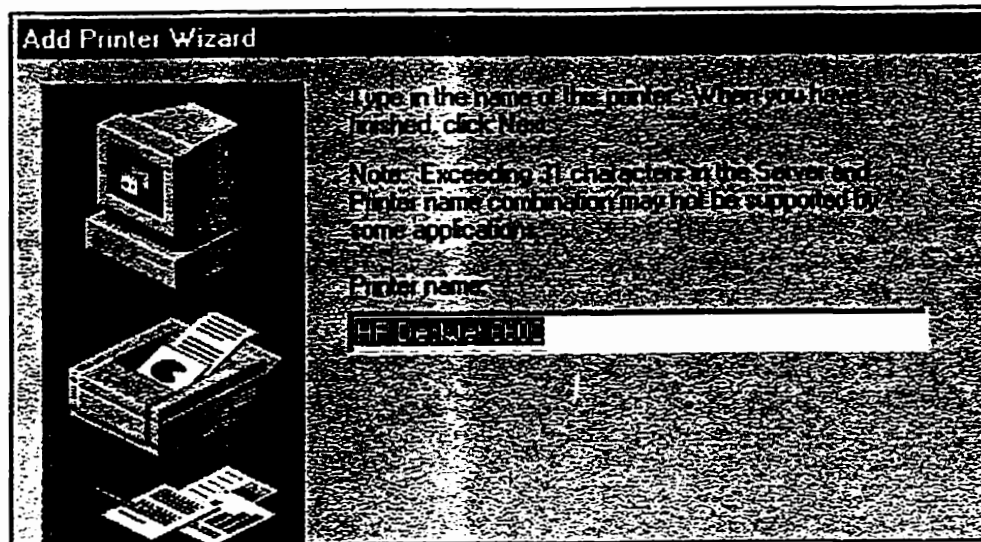 Add Printer Wizard
Type in the name of this printer. When you have
finished, click Next.
Note: Exceeding 31 characters in the Server and
Printer name combination may not be supported by
some applications.
Printer name: